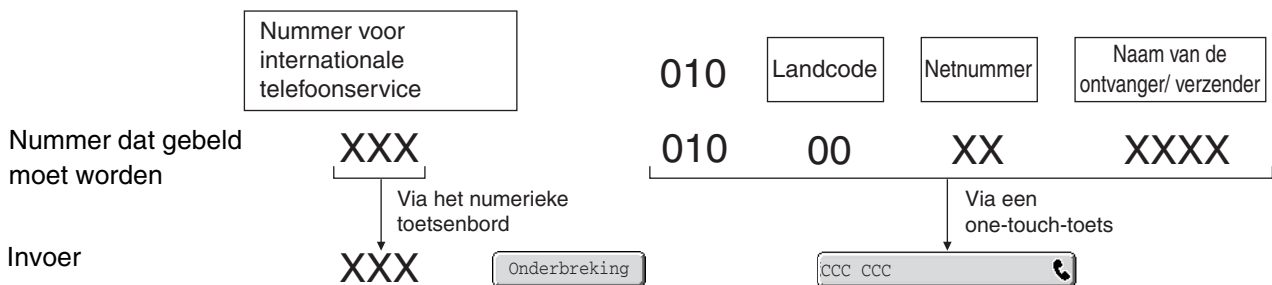 Nummer voor
internationale
telefoonservice
010
Landcode
Netnummer
Naam van de
ontvanger/ verzender
Nummer dat gebeld
moet worden
XXX
010 00 XX XXXX
Via het numerieke
toetsenbord
Via een
one-touch-toets
Invoer
XXX
Onderbreking
CCC CCC